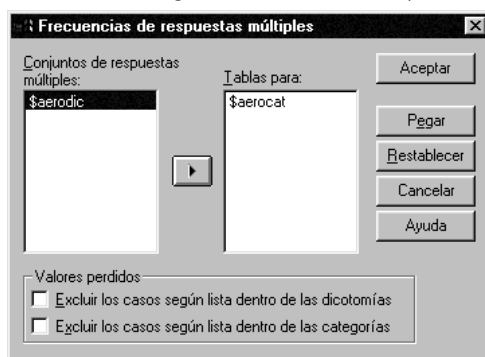 Frecuencias de respuestas múltiples
Conjuntos de respuestas
múltiples:
$aerodic
Tablas para:
$aerocat
Aceptar
Pegar
Restablecer
Cancelar
Ayuda
Valores perdidos
Excluir los casos según lista dentro de las dicotomías
Excluir los casos según lista dentro de las categorías